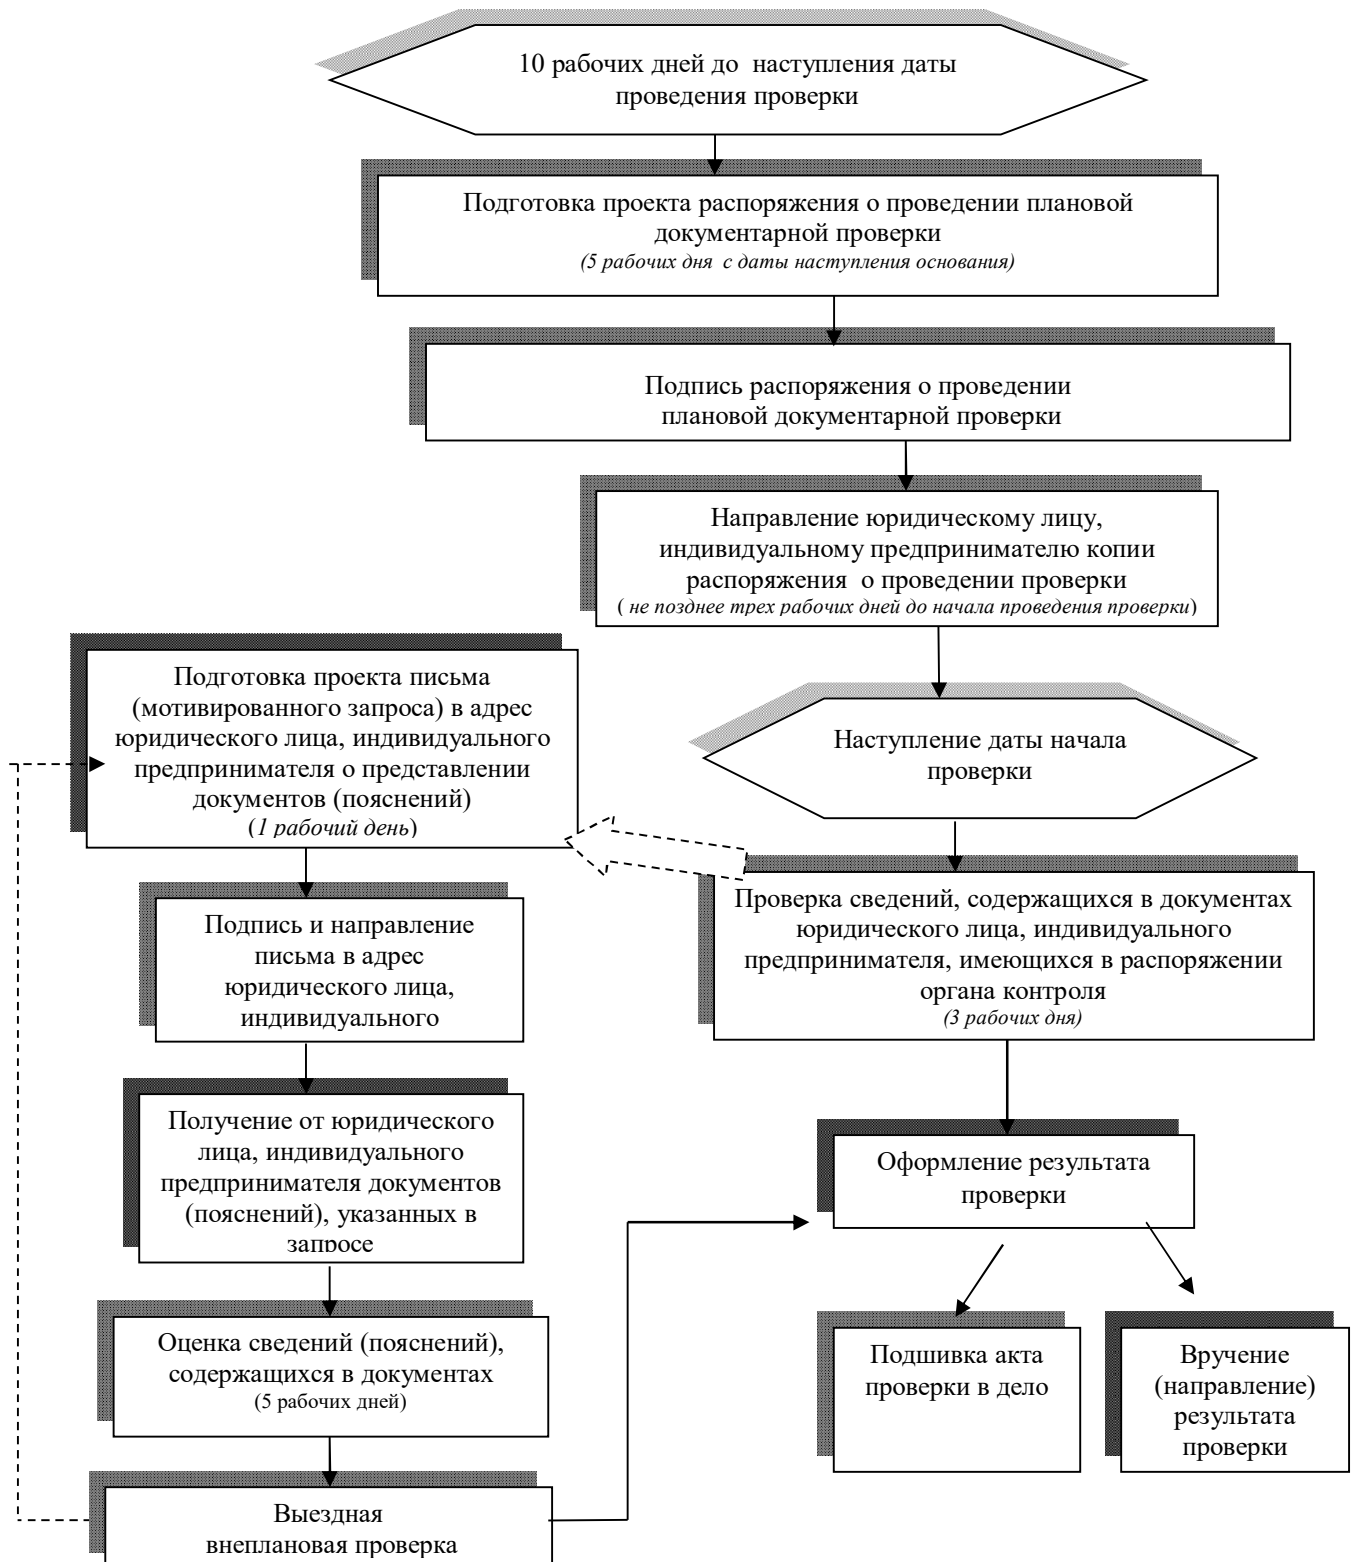 10 рабочих дней до наступления даты
проведения проверки
Подготовка проекта распоряжения о проведении плановой
документарной проверки
(5 рабочих дня с даты наступления основания)
Подпись распоряжения о проведении
плановой документарной проверки
Направление юридическому лицу,
индивидуальному предпринимателю копии
распоряжения о проведении проверки
( не позднее трех рабочих дней до начала проведения проверки)
Наступление даты начала
проверки
Проверка сведений, содержащихся в документах
юридического лица, индивидуального
предпринимателя, имеющихся в распоряжении
органа контроля
(3 рабочих дня)
Подготовка проекта письма
(мотивированного запроса) в адрес
юридического лица, индивидуального
предпринимателя о представлении
документов (пояснений)
(1 рабочий день)
Подпись и направление
письма в адрес
юридического лица,
индивидуального
Получение от юридического
лица, индивидуального
предпринимателя документов
(пояснений), указанных в
запросе
Оценка сведений (пояснений),
содержащихся в документах
(5 рабочих дней)
Выездная
внеплановая проверка
Оформление результата
проверки
Подшивка акта
проверки в дело
Вручение
(направление)
результата
проверки